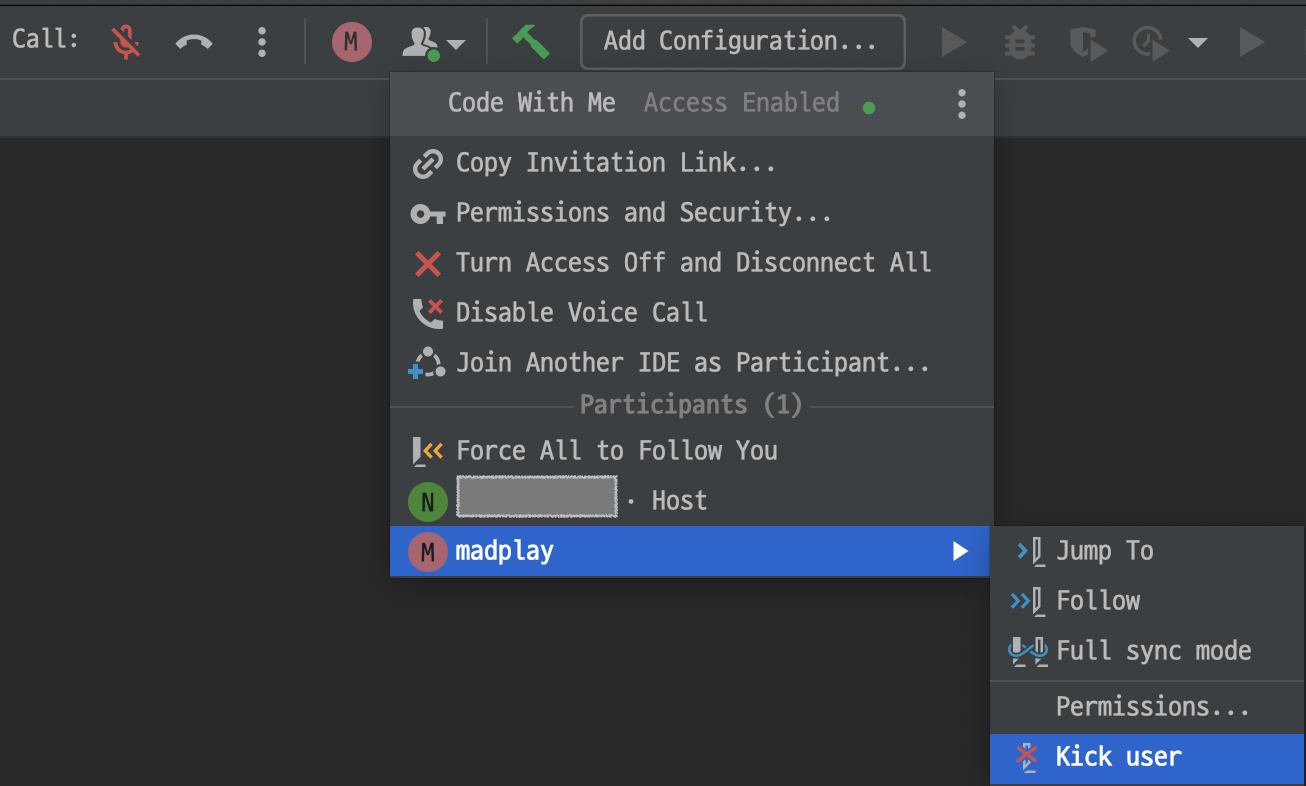 Call:
M
Add Configuration...
Code With Me Access Enabled
Copy Invitation Link...
Permissions and Security...
Turn Access Off and Disconnect All
Disable Voice Call
Join Another IDE as Participant...
Participants (1)
Force All to Follow You
N · Host
M madplay
Jump To
Follow
Full sync mode
Permissions...
Kick user